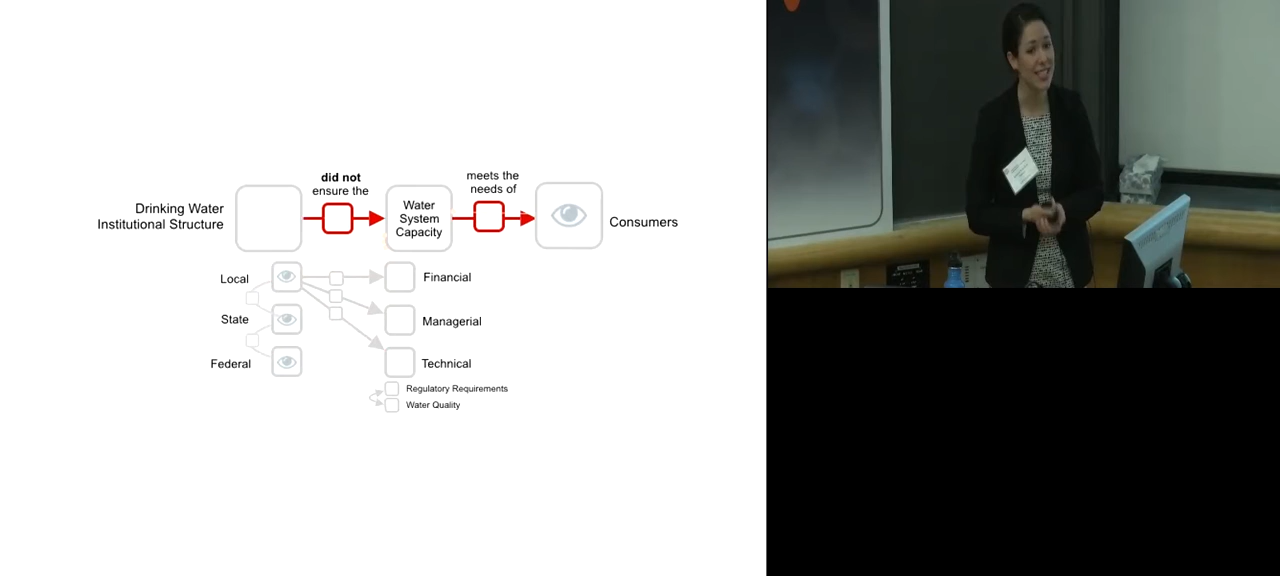 Drinking Water
Institutional Structure
did not
ensure the
Water
System
Capacity
meets the
needs of
Consumers
Local
State
Federal
Financial
Managerial
Technical
Regulatory Requirements
Water Quality